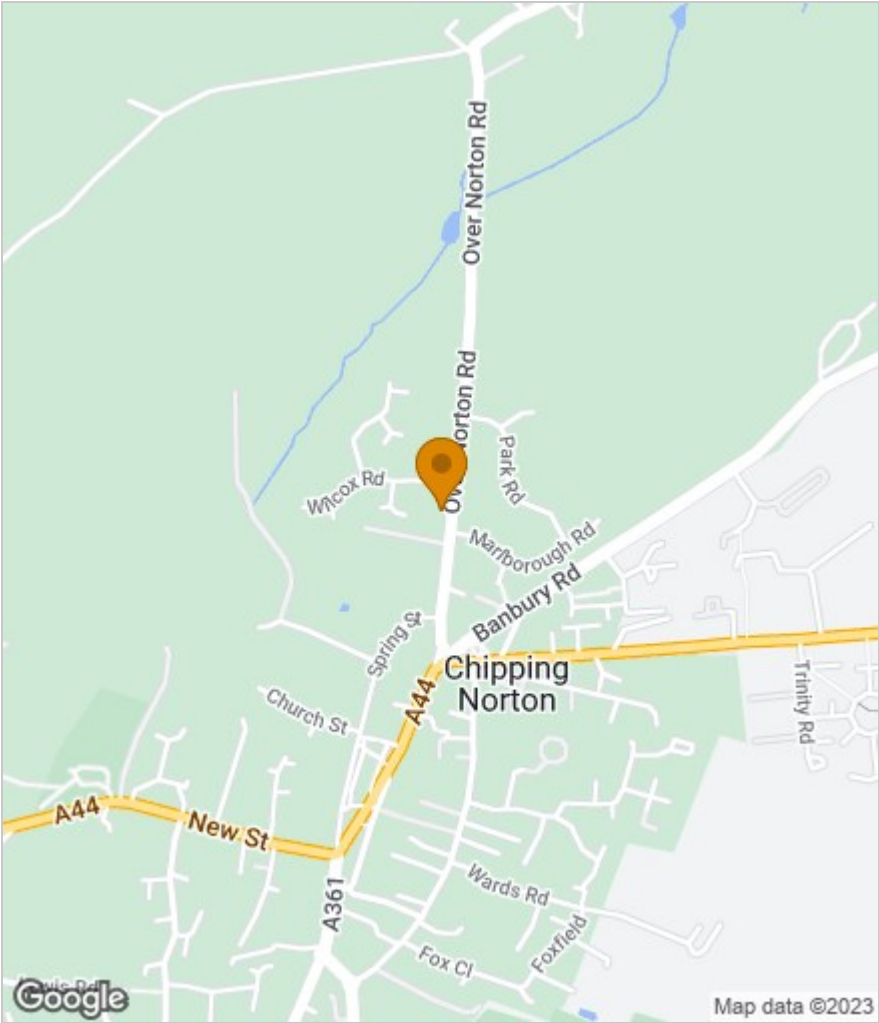 Over Norton Rd
Norton Rd
Park Rd
Wilcox Rd
Marlborough Rd
Banbury Rd
Spring St
Chipping
Norton
A44
Trinity Rd
Church St
A44
New St
Wards Rd
A361
Foxfield
Fox Cl
Google
Map data ©2023